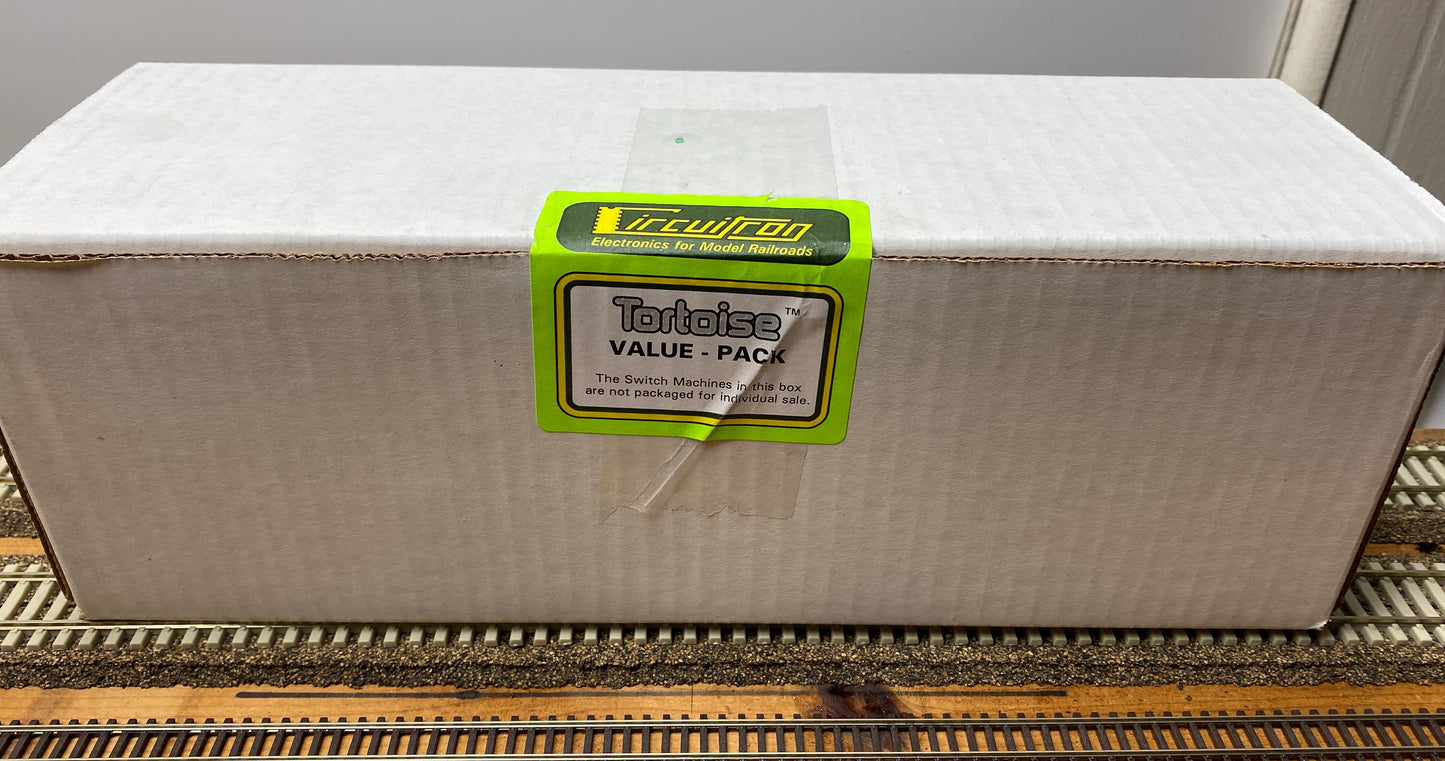 Circuitron
Electronics for Model Railroads
Tortoise™
VALUE - PACK
The Switch Machines in this box
are not packaged for individual sale.